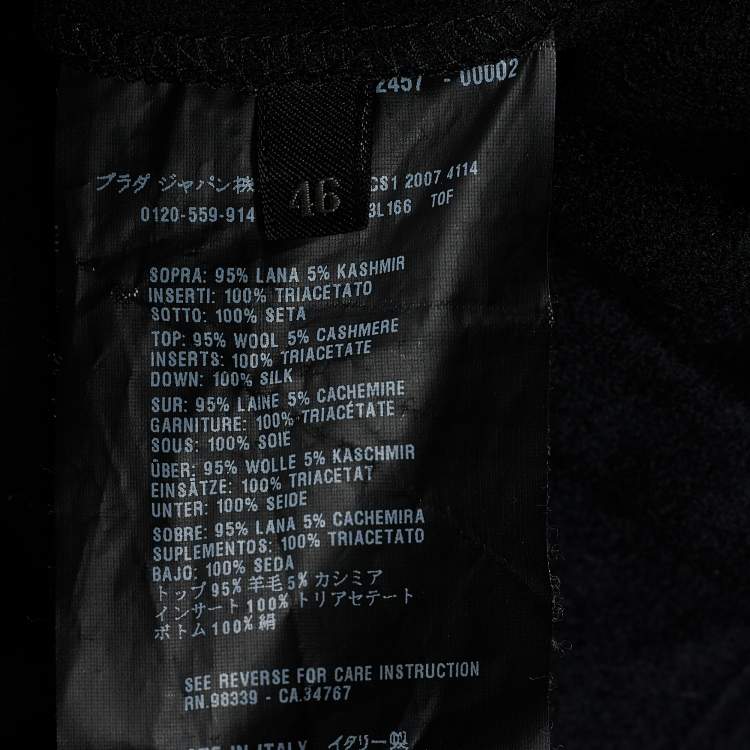 2457 - 00002
プラダ ジャパン株 CS1 2007 4114
0120-559-914 3L166 TOF
46
SOPRA: 95% LANA 5% KASHMIR
INSERTI: 100% TRIACETATO
SOTTO: 100% SETA
TOP: 95% WOOL 5% CASHMERE
INSERTS: 100% TRIACETATE
DOWN: 100% SILK
SUR: 95% LAINE 5% CACHEMIRE
GARNITURE: 100% TRIACÉTATE
SOUS: 100% SOIE
ÜBER: 95% WOLLE 5% KASCHMIR
EINSÄTZE: 100% TRIACETAT
UNTER: 100% SEIDE
SOBRE: 95% LANA 5% CACHEMIRA
SUPLEMENTOS: 100% TRIACETATO
BAJO: 100% SEDA
トップ 95% 羊毛 5% カシミア
インサート 100% トリアセテート
ボトム 100% 絹
SEE REVERSE FOR CARE INSTRUCTION
RN.98339 - CA.34767
IN ITALY イタリー製